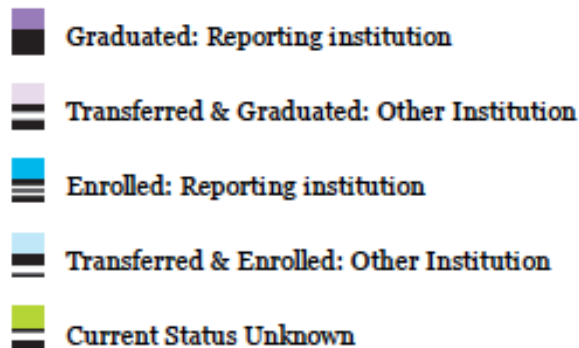 Graduated: Reporting institution
Transferred & Graduated: Other Institution
Enrolled: Reporting institution
Transferred & Enrolled: Other Institution
Current Status Unknown